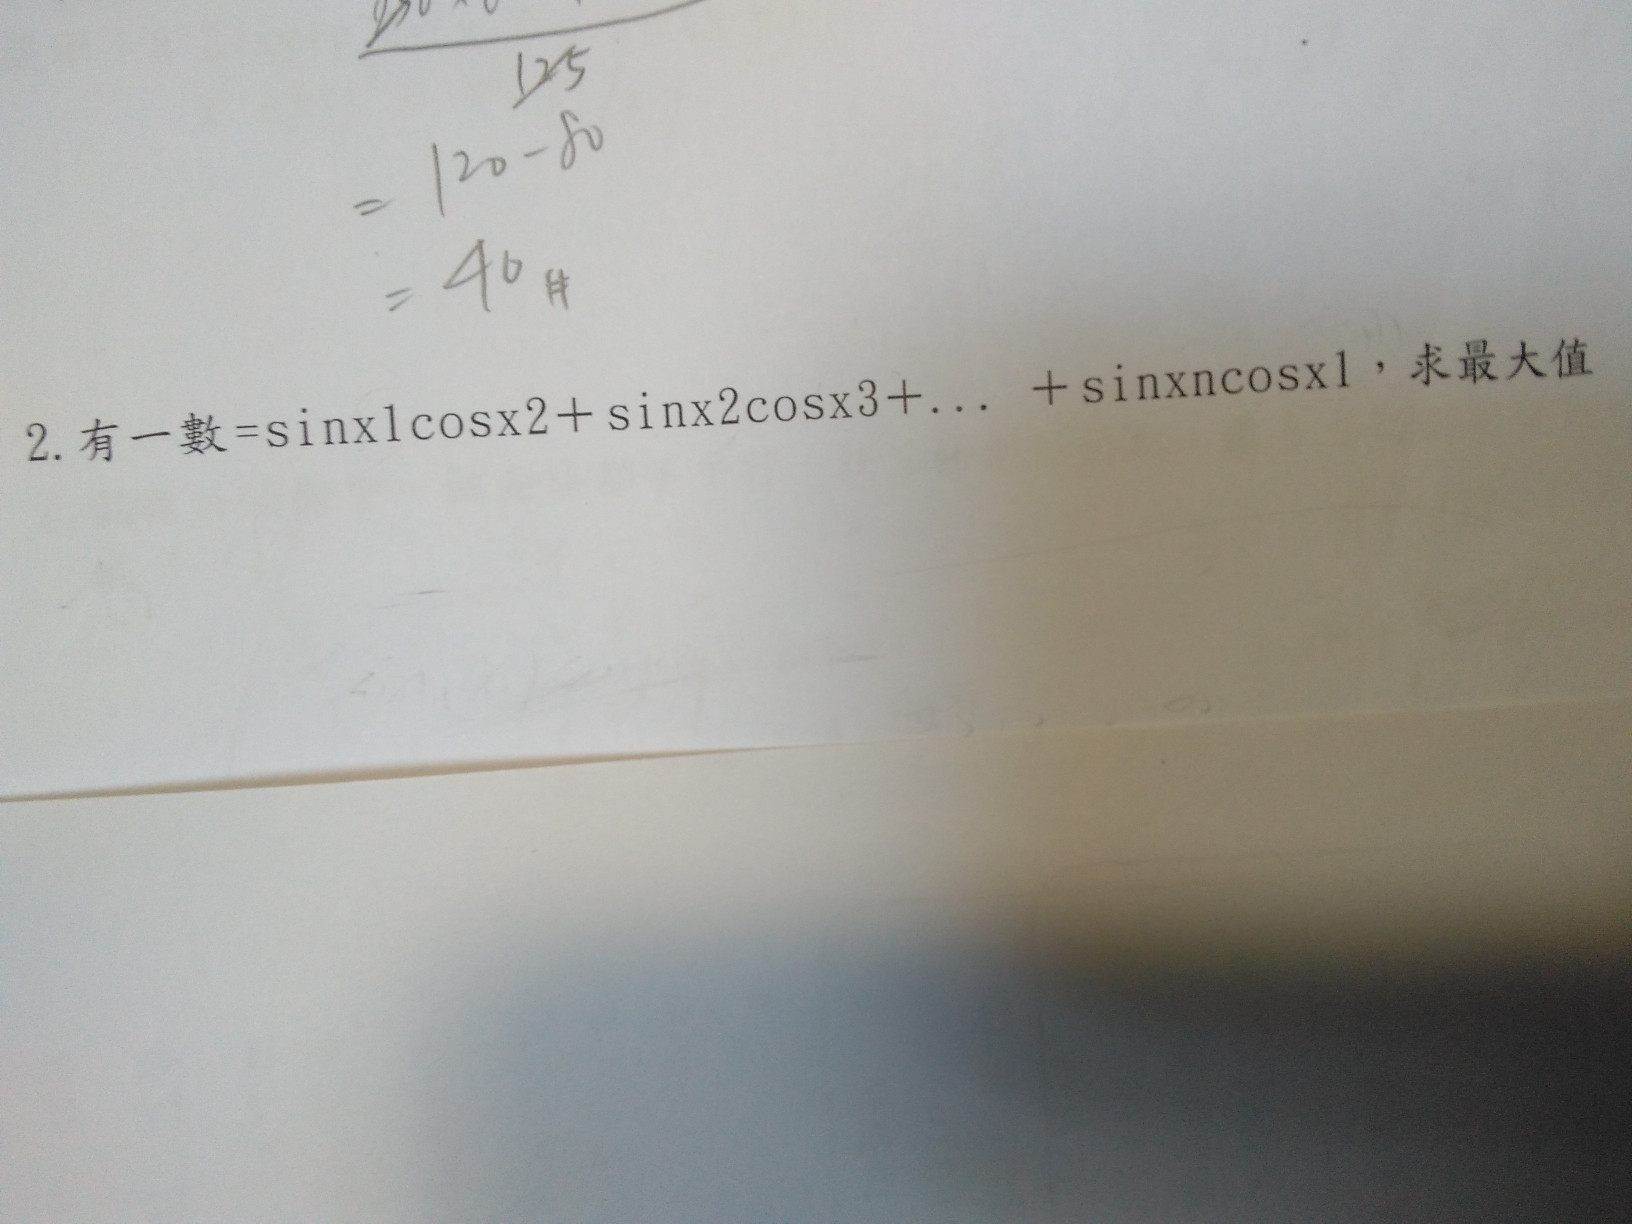 125
= 120-80
= 40 #
2. 有一數=sinx1cosx2+sinx2cosx3+... +sinxncosx1，求最大值